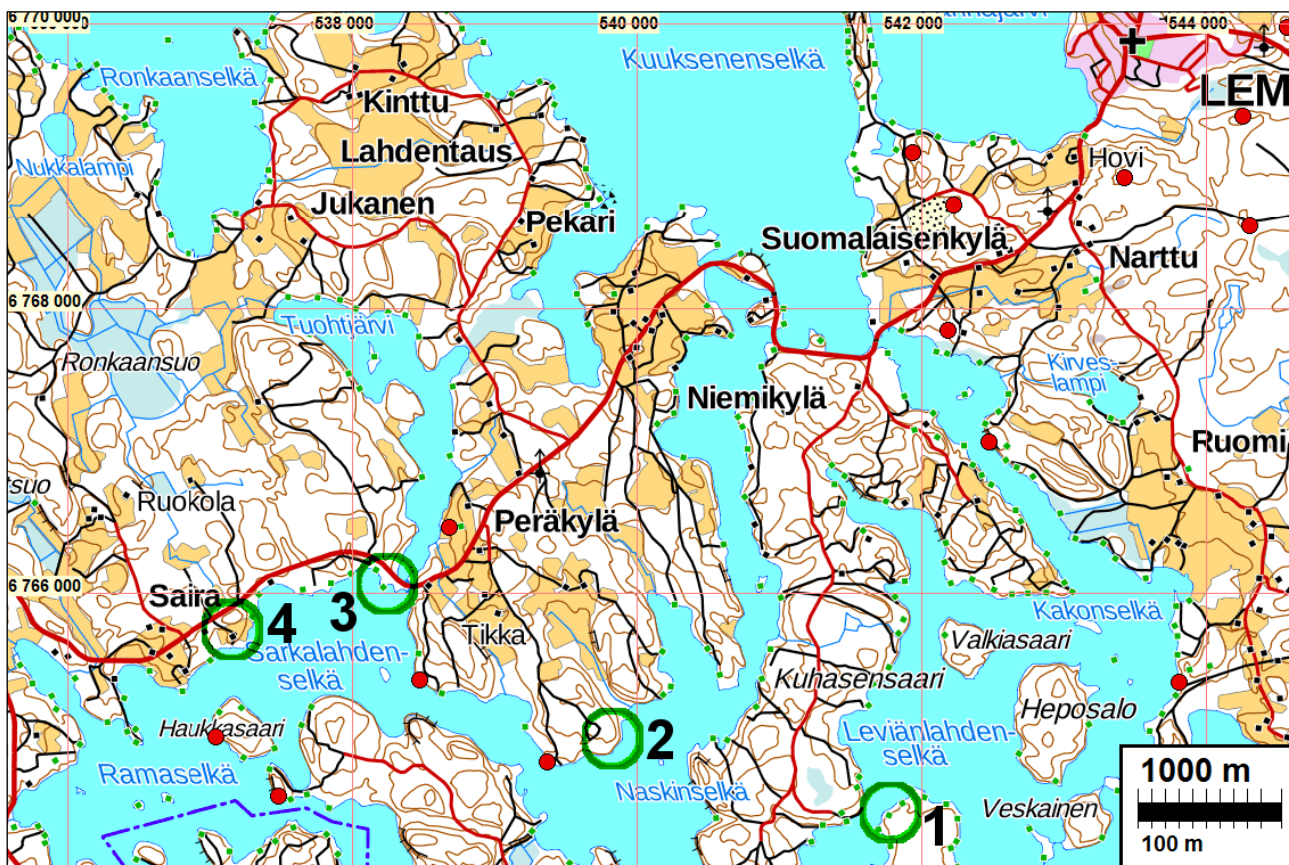 6 770 000
538 000
540 000
542 000
544 000
Ronkaanselkä
Kuuksenenselkä
Kinttu
LEM
Lahdentaus
Nukkalampi
Hovi
Jukanen
Pekari
Suomalaisenkylä
Narttu
6 768 000
Tuohtjärvi
Ronkaansuo
Kirves-
lampi
Niemikylä
Ruomi
suo
Ruokola
Peräkylä
6 766 000
Saira
3
4
Tikka
Kakonselkä
Valkiasaari
Sarkalahden-
selkä
Kuhasensaari
Heposalo
Haukkasaari
2
Leviänlahden-
selkä
Ramaselkä
Naskinselkä
1000 m
Veskainen
1
100 m